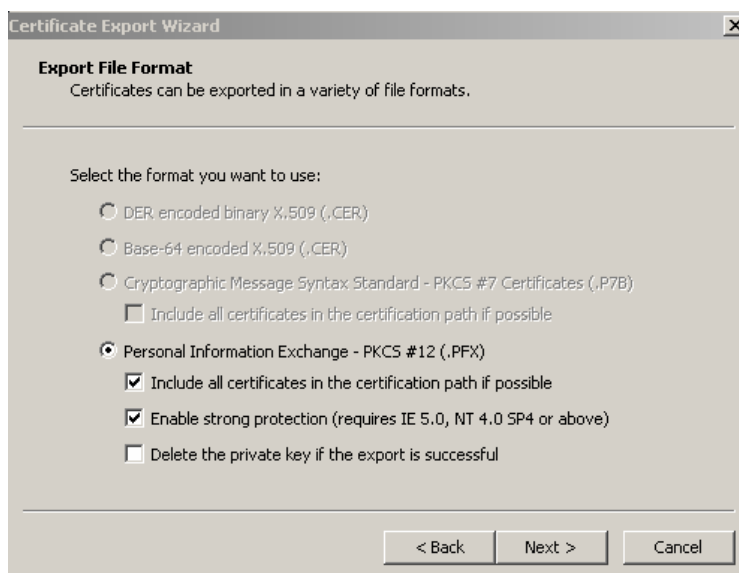 Certificate Export Wizard
Export File Format
Certificates can be exported in a variety of file formats.
Select the format you want to use:
DER encoded binary X.509 (.CER)
Base-64 encoded X.509 (.CER)
Cryptographic Message Syntax Standard - PKCS #7 Certificates (.P7B)
Include all certificates in the certification path if possible
Personal Information Exchange - PKCS #12 (.PFX)
Include all certificates in the certification path if possible
Enable strong protection (requires IE 5.0, NT 4.0 SP4 or above)
Delete the private key if the export is successful
< Back Next > Cancel